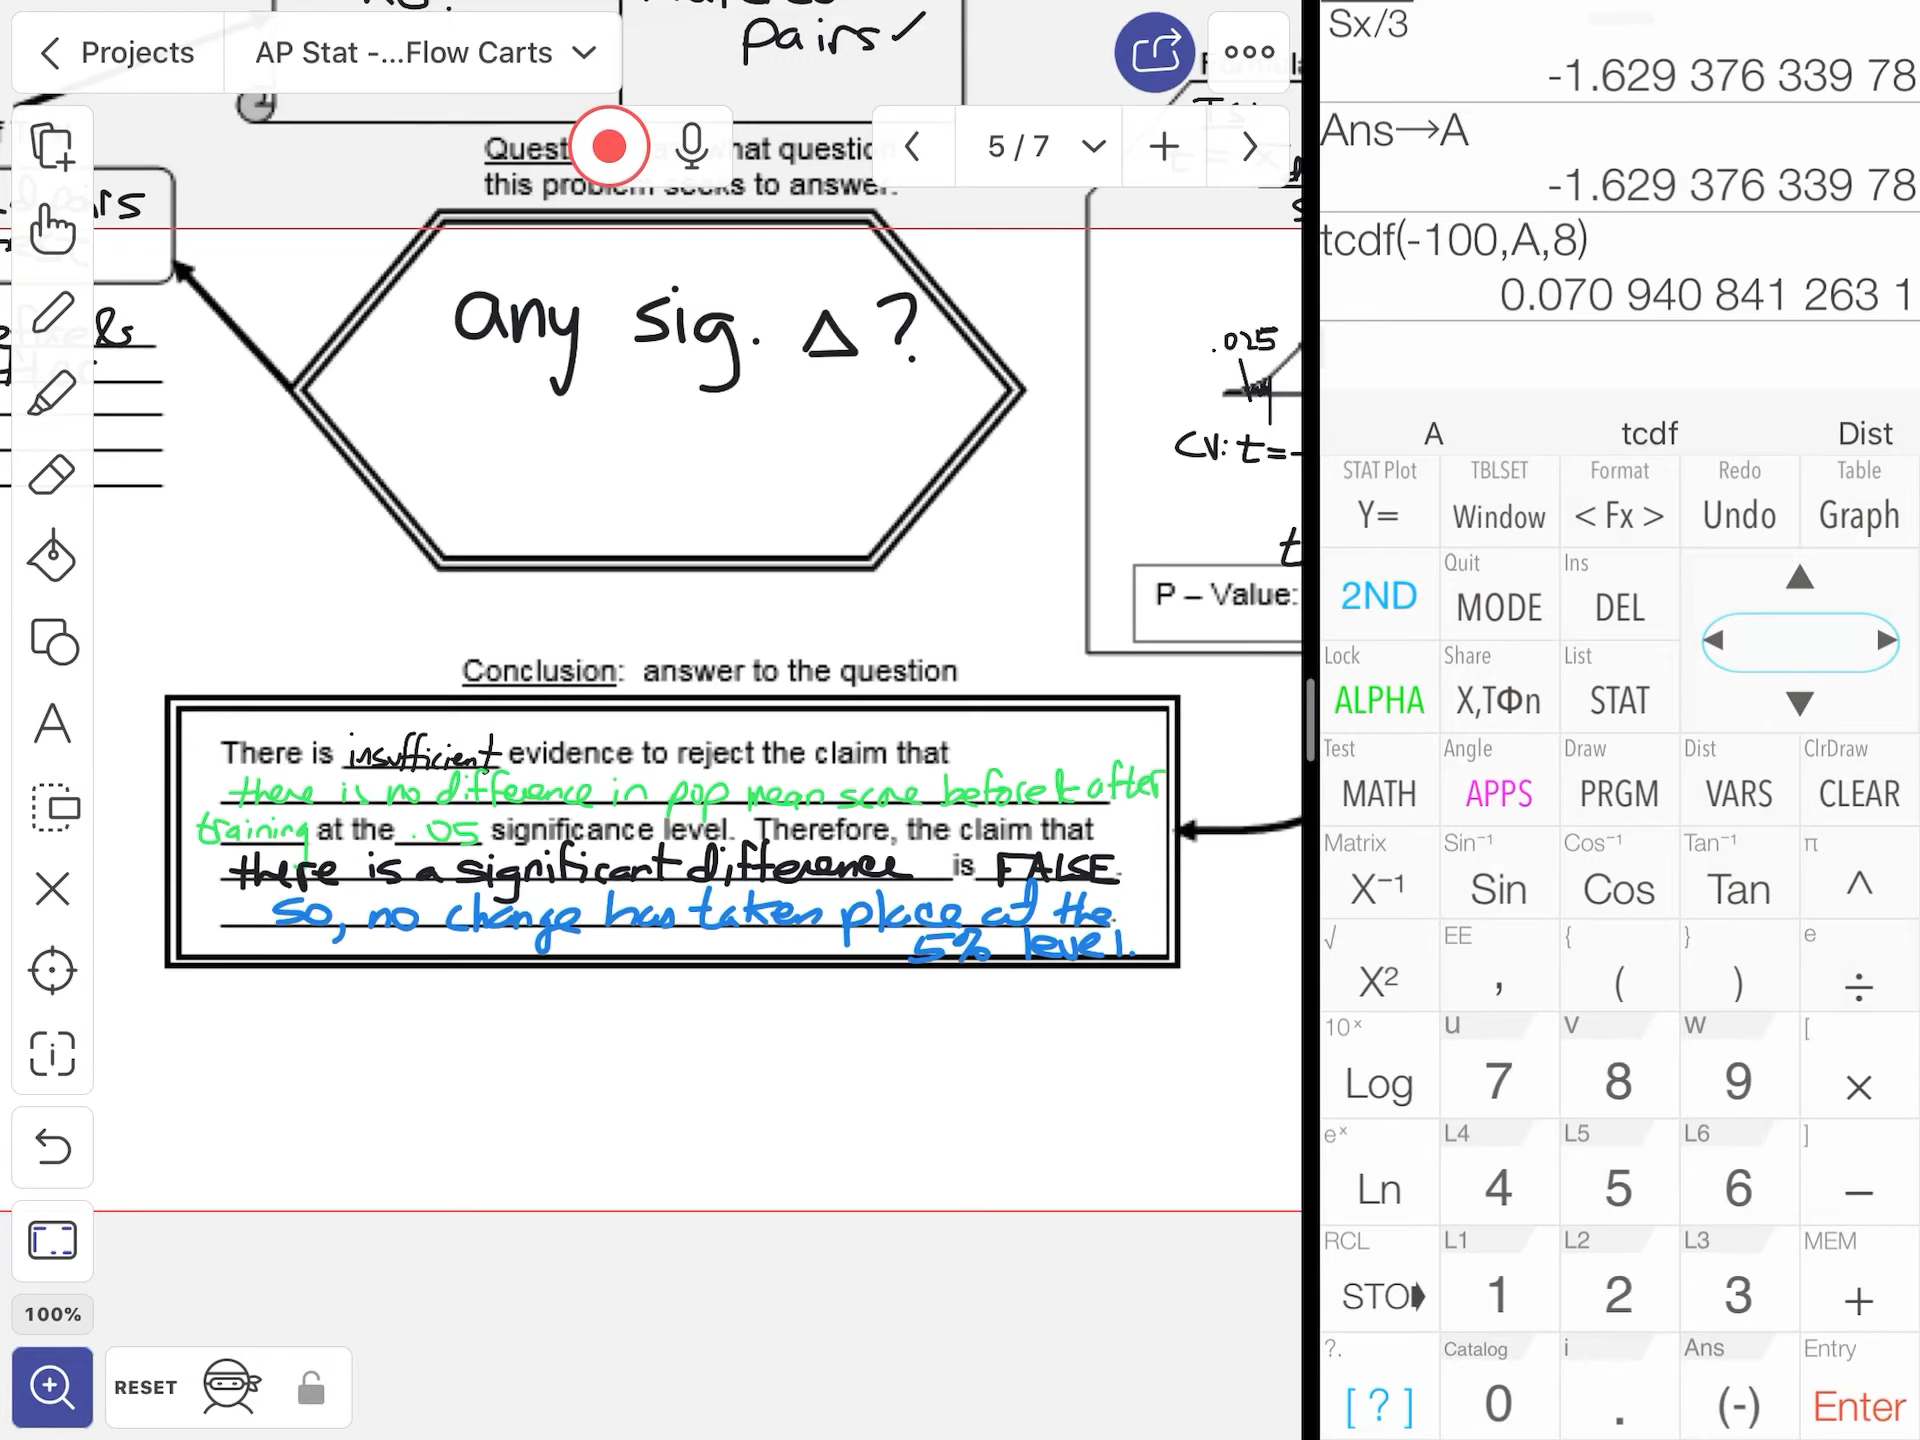 pairs✓
Projects
AP Stat -...Flow Carts
5 / 7
this problem seeks to answer.
any sig. Δ ?
.025
CV: t=-
t
P – Value:
Conclusion: answer to the question
There is insufficient evidence to reject the claim that
there is no difference in pop mean score before & after
training at the .05 significance level. Therefore, the claim that
there is a significant difference is FALSE.
So, no change has taken place at the
5% level.
100%
RESET
Sx/3
-1.629 376 339 78
Ans→A
-1.629 376 339 78
tcdf(-100,A,8)
0.070 940 841 263 1
A tcdf Dist
STAT Plot TBLSET Format Redo Table
Y= Window < Fx > Undo Graph
Quit Ins
2ND MODE DEL
Lock Share List
ALPHA X,TΦn STAT
Test Angle Draw Dist ClrDraw
MATH APPS PRGM VARS CLEAR
Matrix Sin⁻¹ Cos⁻¹ Tan⁻¹ π
X⁻¹ Sin Cos Tan ^
√ EE { } e
X² , ( ) ÷
10ˣ u v w [
Log 7 8 9 ×
eˣ L4 L5 L6 ]
Ln 4 5 6 −
RCL L1 L2 L3 MEM
STO 1 2 3 +
?. Catalog i Ans Entry
[ ? ] 0 . (-) Enter